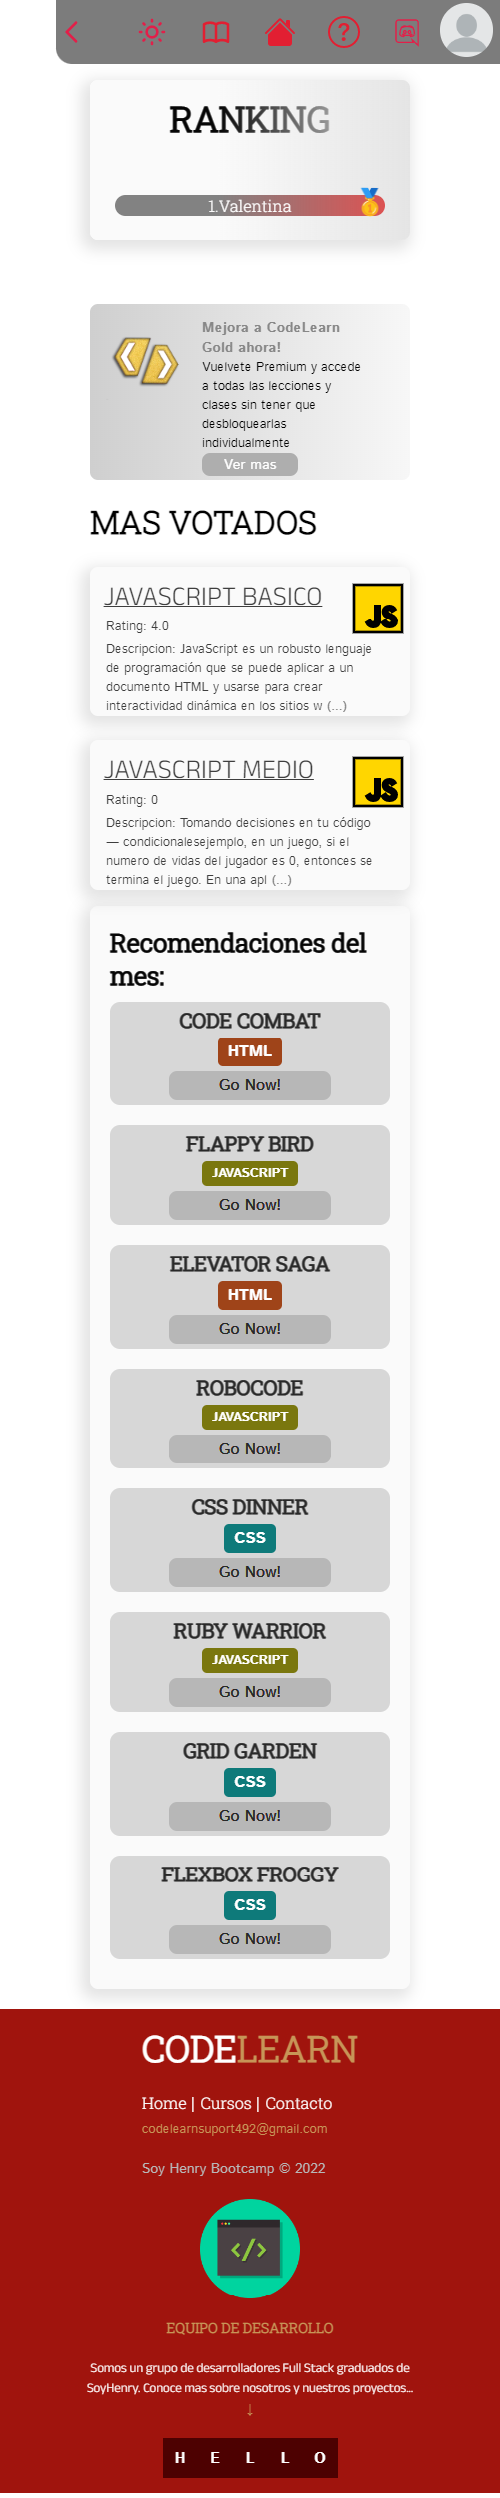 RANKING
1.Valentina
Mejora a CodeLearn
Gold ahora!
Vuelvete Premium y accede
a todas las lecciones y
clases sin tener que
desbloquearlas
individualmente
Ver mas
MAS VOTADOS
JAVASCRIPT BASICO
JS
Rating: 4.0
Descripcion: JavaScript es un robusto lenguaje
de programación que se puede aplicar a un
documento HTML y usarse para crear
interactividad dinámica en los sitios w (...)
JAVASCRIPT MEDIO
JS
Rating: 0
Descripcion: Tomando decisiones en tu código
— condicionalesejemplo, en un juego, si el
numero de vidas del jugador es 0, entonces se
termina el juego. En una apl (...)
Recomendaciones del
mes:
CODE COMBAT
HTML
Go Now!
FLAPPY BIRD
JAVASCRIPT
Go Now!
ELEVATOR SAGA
HTML
Go Now!
ROBOCODE
JAVASCRIPT
Go Now!
CSS DINNER
CSS
Go Now!
RUBY WARRIOR
JAVASCRIPT
Go Now!
GRID GARDEN
CSS
Go Now!
FLEXBOX FROGGY
CSS
Go Now!
CODELEARN
Home | Cursos | Contacto
codelearnsuport492@gmail.com
Soy Henry Bootcamp © 2022
</>
EQUIPO DE DESARROLLO
Somos un grupo de desarrolladores Full Stack graduados de
SoyHenry. Conoce mas sobre nosotros y nuestros proyectos...
↓
H E L L O